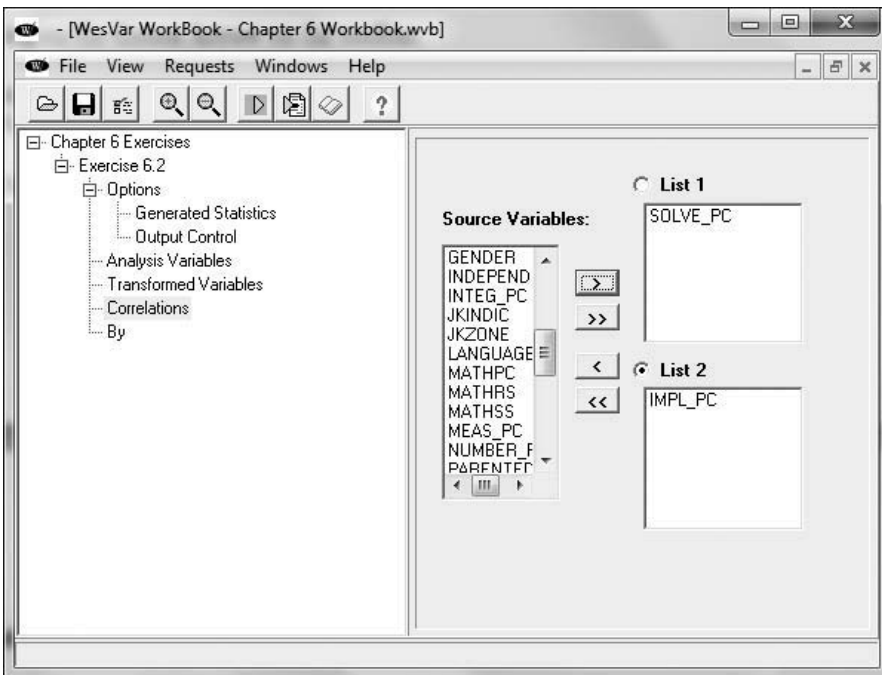 - [WesVar WorkBook - Chapter 6 Workbook.wvb]
File View Requests Windows Help
?
Chapter 6 Exercises
Exercise 6.2
Options
Generated Statistics
Output Control
Analysis Variables
Transformed Variables
Correlations
By
Source Variables:
GENDER
INDEPEND
INTEG_PC
JKINDIC
JKZONE
LANGUAGE
MATHPC
MATHRS
MATHSS
MEAS_PC
NUMBER_P
PARENTED
>
>>
<
<<
List 1
SOLVE_PC
List 2
IMPL_PC